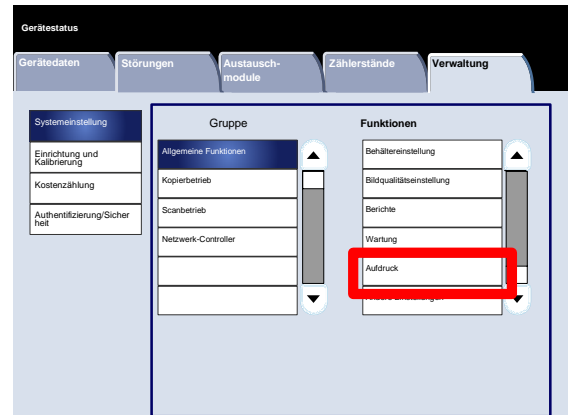 Gerätestatus
Gerätedaten
Störungen
Austausch-
module
Zählerstände
Verwaltung
Systemeinstellung
Einrichtung und
Kalibrierung
Kostenzählung
Authentifizierung/Sicher
heit
Gruppe
Allgemeine Funktionen
Kopierbetrieb
Scanbetrieb
Netzwerk-Controller
Funktionen
Behältereinstellung
Bildqualitätseinstellung
Berichte
Wartung
Aufdruck